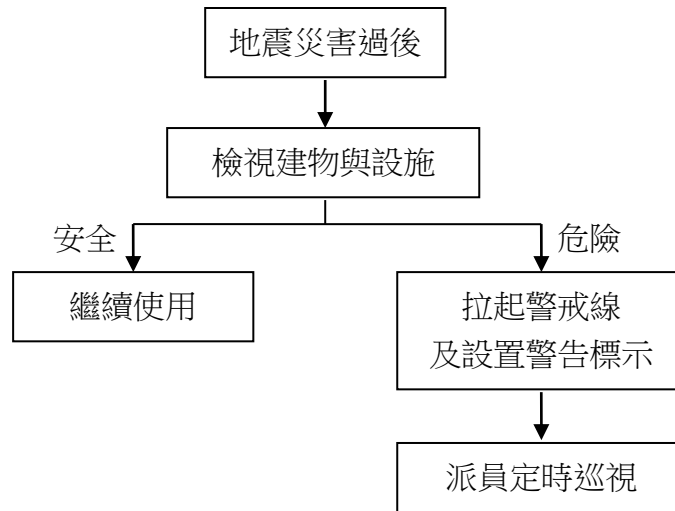 地震災害過後
檢視建物與設施
安全
危險
繼續使用
拉起警戒線
及設置警告標示
派員定時巡視